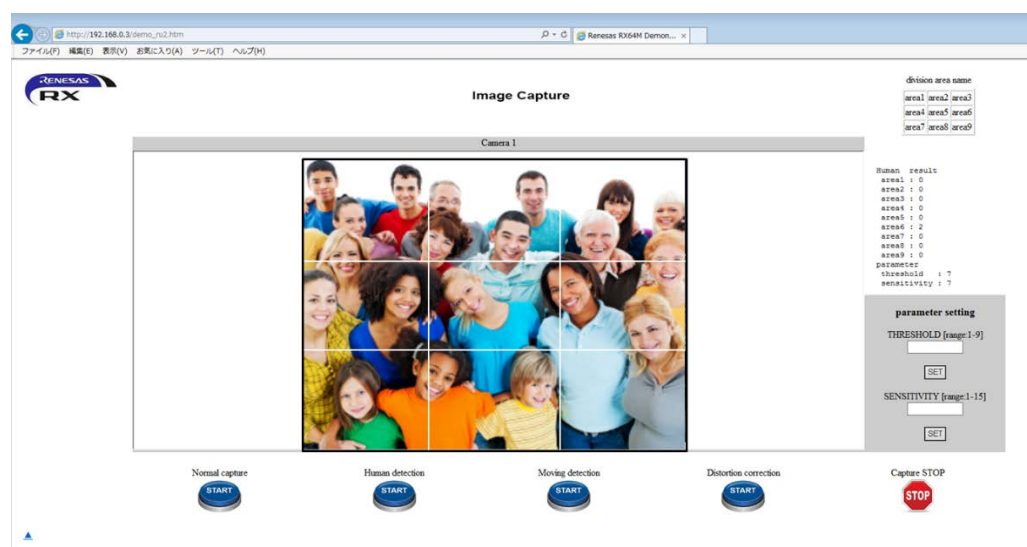 http://192.168.0.3/demo_ru2.htm
Renesas RX64M Demon...
ファイル(F) 編集(E) 表示(V) お気に入り(A) ツール(T) ヘルプ(H)
RENESAS
RX
Image Capture
division area name
area1 area2 area3
area4 area5 area6
area7 area8 area9
Camera 1
Human result
area1 : 0
area2 : 0
area3 : 0
area4 : 0
area5 : 0
area6 : 2
area7 : 0
area8 : 0
area9 : 0
parameter
threshold : 7
sensitivity : 7
parameter setting
THRESHOLD [range:1-9]
SET
SENSITIVITY [range:1-15]
SET
Normal capture
Human detection
Moving detection
Distortion correction
Capture STOP
START
START
START
START
STOP